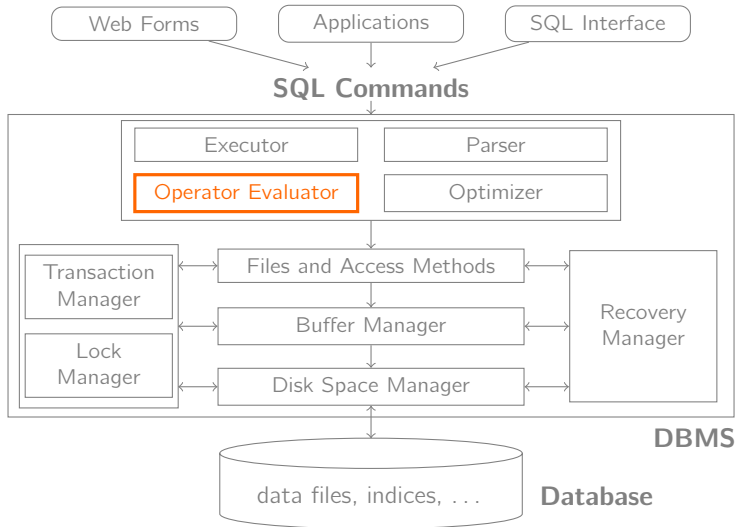 Web Forms
Applications
SQL Interface
SQL Commands
Executor
Parser
Operator Evaluator
Optimizer
Transaction
Manager
Lock
Manager
Files and Access Methods
Buffer Manager
Disk Space Manager
Recovery
Manager
DBMS
data files, indices, . . .
Database